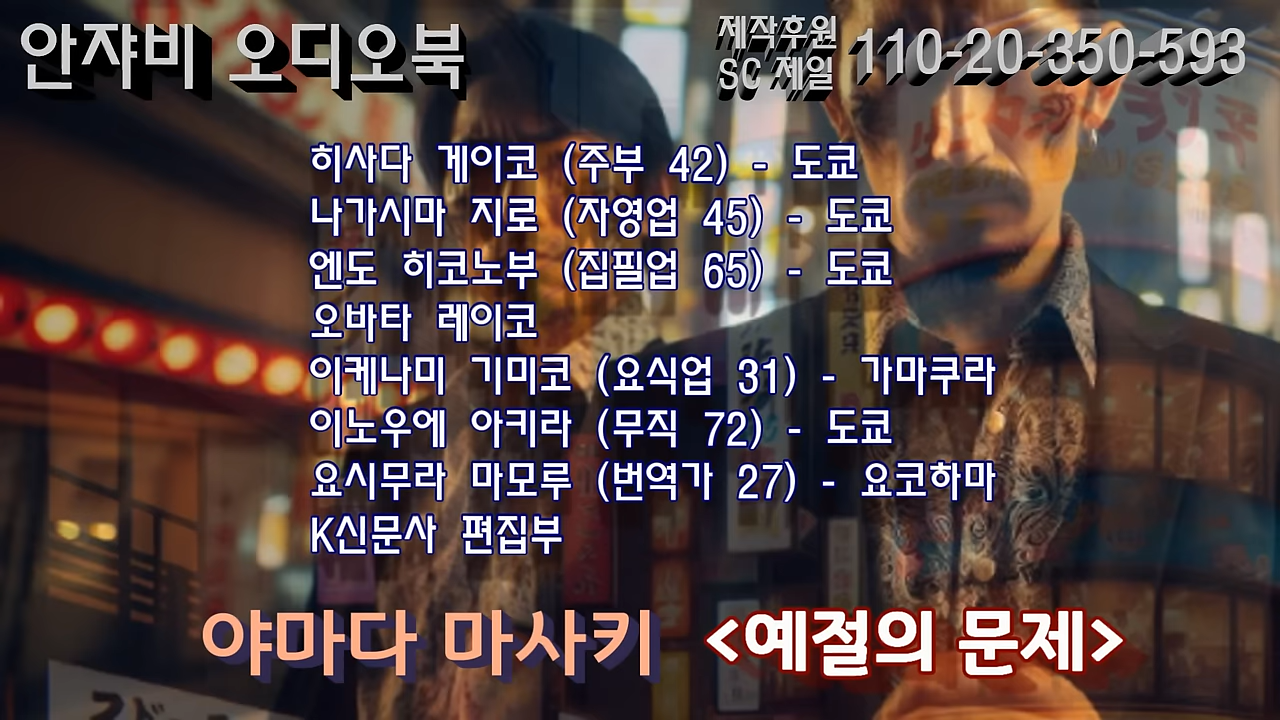 안쟈비 오디오북
제작후원
SC 제일
110-20-350-593
히사다 게이코 (주부 42) - 도쿄
나가시마 지로 (자영업 45) - 도쿄
엔도 히코노부 (집필업 65) - 도쿄
오바타 레이코
이케나미 기미코 (요식업 31) - 가마쿠라
이노우에 아키라 (무직 72) - 도쿄
요시무라 마모루 (번역가 27) - 요코하마
K신문사 편집부
야마다 마사키 <예절의 문제>